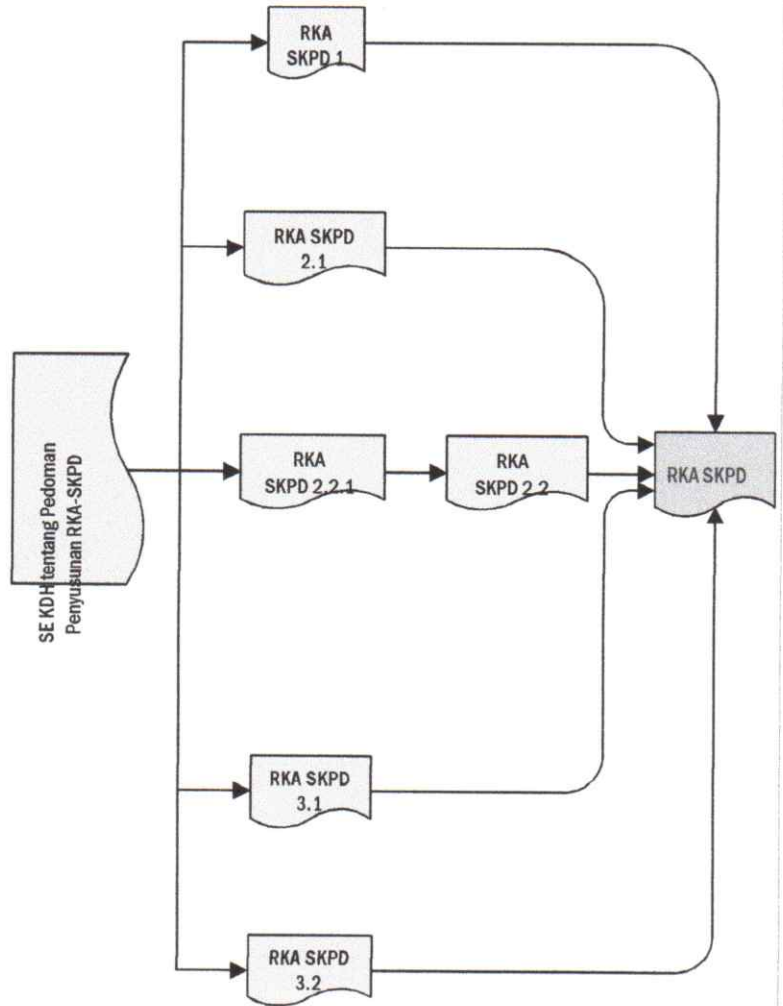 RKA
SKPD 1
RKA SKPD
2.1
SE KDH tentang Pedoman
Penyusunan RKA-SKPD
RKA
SKPD 2.2.1
RKA
SKPD 2.2
RKA SKPD
RKA SKPD
3.1
RKA SKPD
3.2